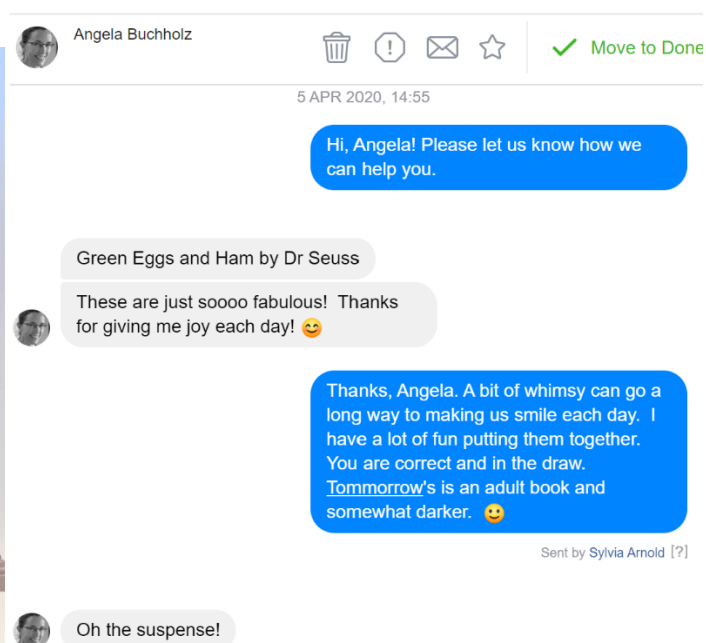 Angela Buchholz
Move to Done
5 APR 2020, 14:55
Hi, Angela! Please let us know how we
can help you.
Green Eggs and Ham by Dr Seuss
These are just soooo fabulous!  Thanks
for giving me joy each day! 😊
Thanks, Angela. A bit of whimsy can go a
long way to making us smile each day.  I
have a lot of fun putting them together.
You are correct and in the draw.
Tommorrow's is an adult book and
somewhat darker.  🙂
Sent by Sylvia Arnold [?]
Oh the suspense!